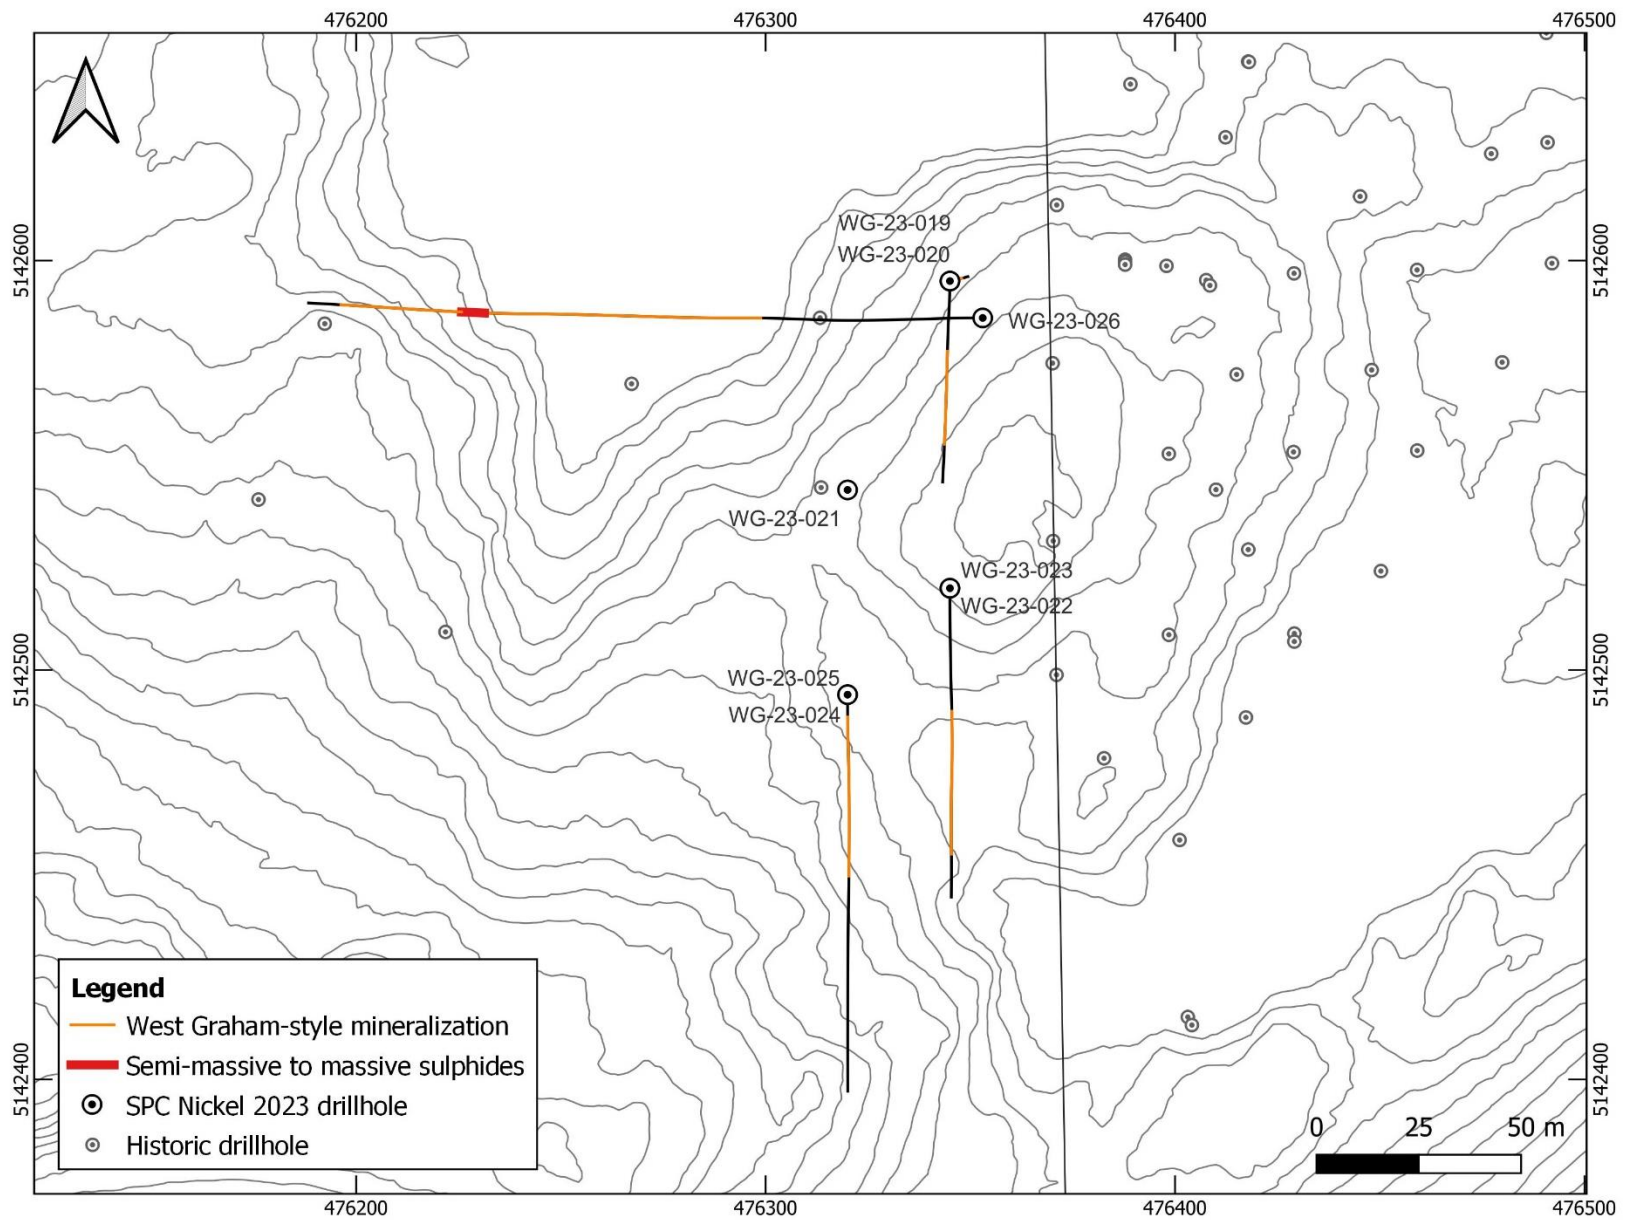 476200
476300
476400
476500
WG-23-019
WG-23-020
5142600
5142600
WG-23-026
WG-23-021
WG-23-023
WG-23-022
5142500
5142500
WG-23-025
WG-23-024
Legend
West Graham-style mineralization
Semi-massive to massive sulphides
SPC Nickel 2023 drillhole
Historic drillhole
5142400
5142400
0 25 50 m
476200
476300
476400
476500